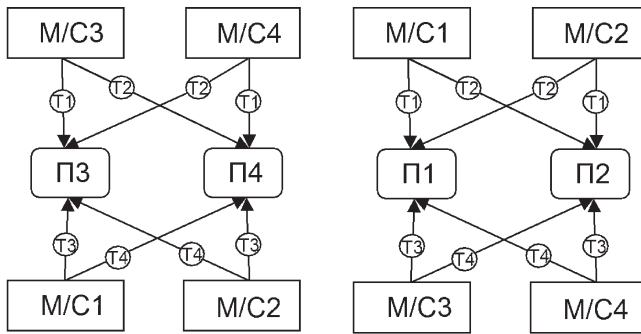 М/С3 М/С4 М/С1 М/С2
Т1 Т2 Т2 Т1 Т1 Т2 Т2 Т1
П3 П4 П1 П2
Т3 Т4 Т4 Т3 Т3 Т4 Т4 Т3
М/С1 М/С2 М/С3 М/С4